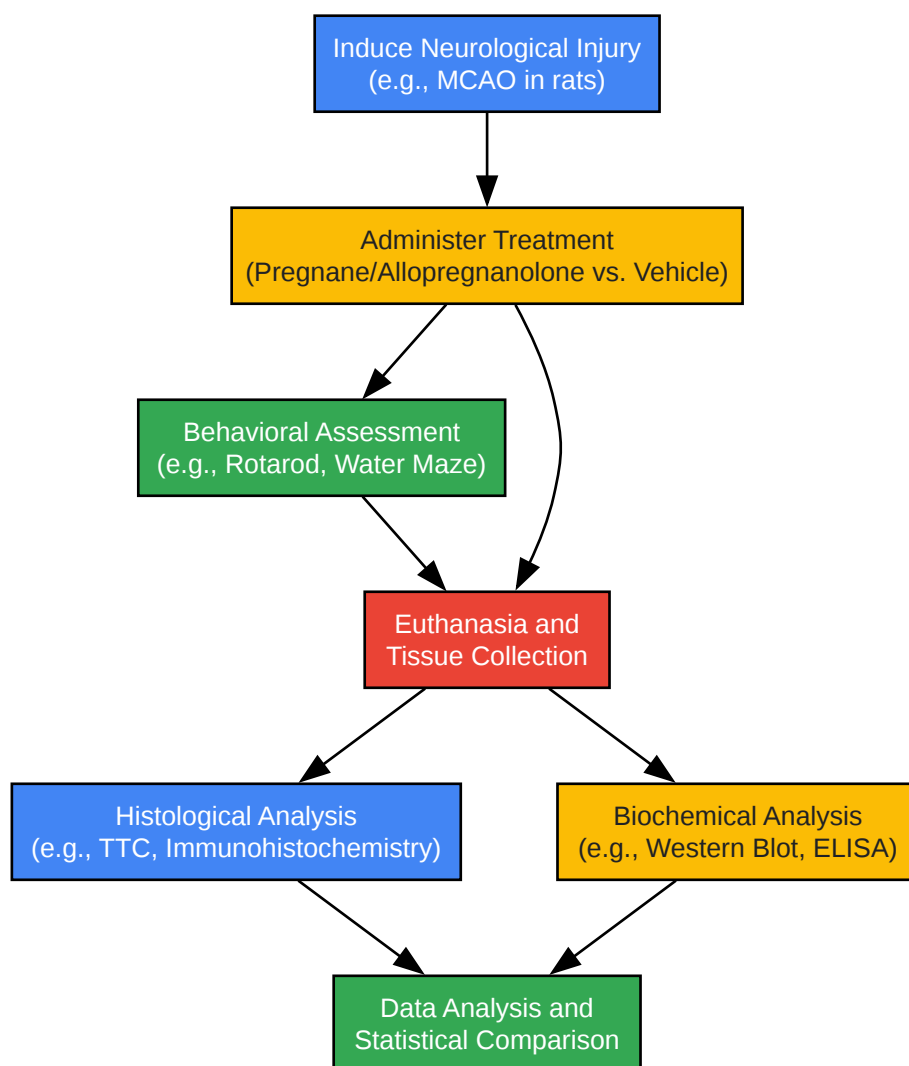 Induce Neurological Injury
(e.g., MCAO in rats)
Administer Treatment
(Pregnane/Allopregnanolone vs. Vehicle)
Behavioral Assessment
(e.g., Rotarod, Water Maze)
Euthanasia and
Tissue Collection
Histological Analysis
(e.g., TTC, Immunohistochemistry)
Biochemical Analysis
(e.g., Western Blot, ELISA)
Data Analysis and
Statistical Comparison